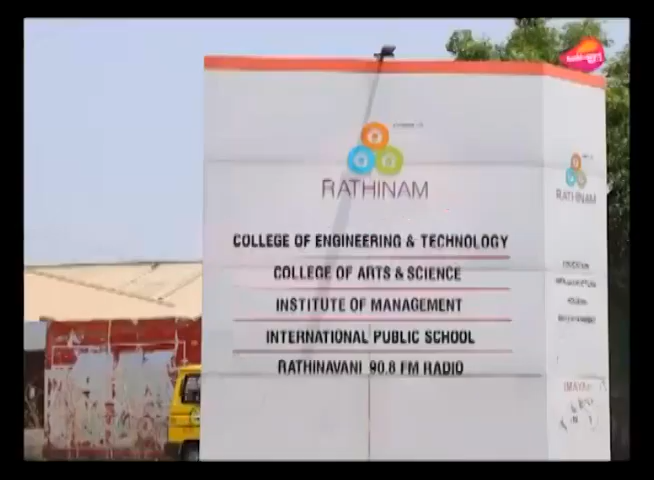 RATHINAM
COLLEGE OF ENGINEERING & TECHNOLOGY
COLLEGE OF ARTS & SCIENCE
INSTITUTE OF MANAGEMENT
INTERNATIONAL PUBLIC SCHOOL
RATHINAVANI 90.8 FM RADIO
RATHINAM